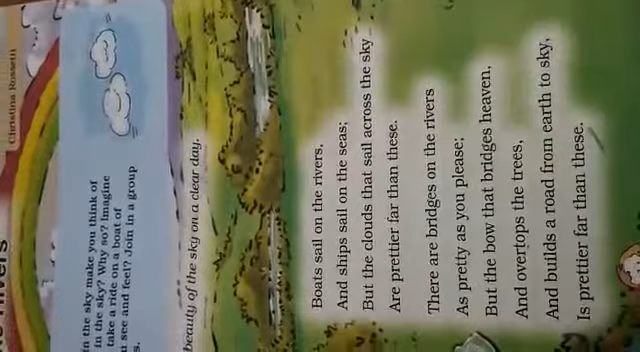 Christina Rossetti
in the sky make you think of
in the sky? Why so? Imagine
take a ride on a boat of
see and feel? Join in a group
beauty of the sky on a clear day.
Boats sail on the rivers,
And ships sail on the seas;
But the clouds that sail across the sky
Are prettier far than these.
There are bridges on the rivers
As pretty as you please;
But the bow that bridges heaven,
And overtops the trees,
And builds a road from earth to sky,
Is prettier far than these.